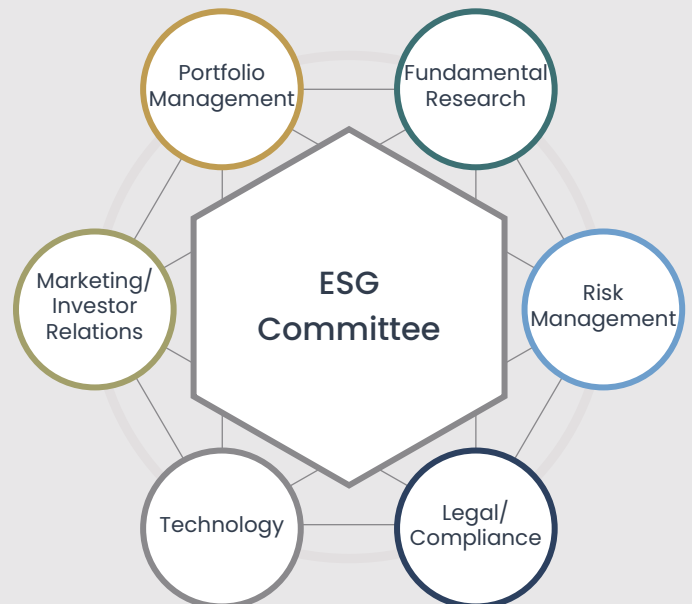 Portfolio
Management
Fundamental
Research
Marketing/
Investor
Relations
ESG
Committee
Risk
Management
Technology
Legal/
Compliance